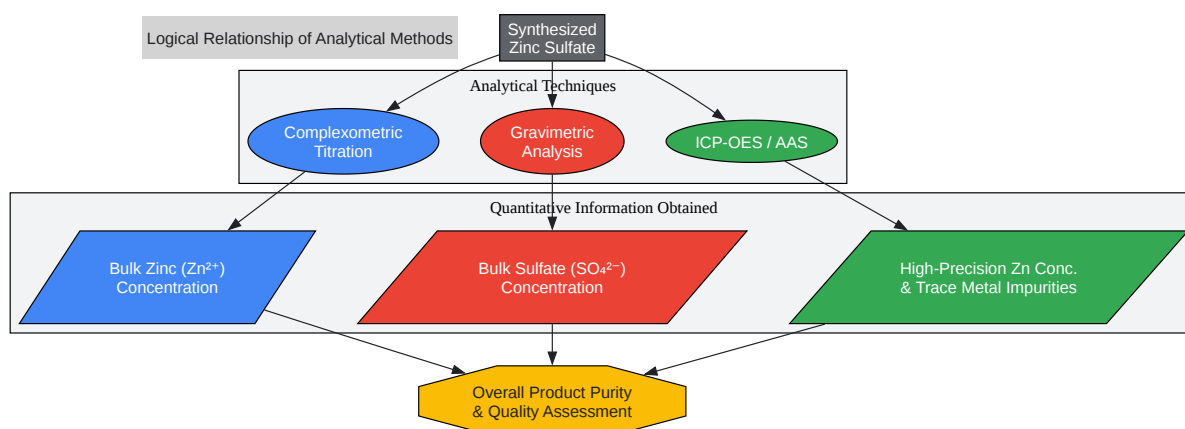 Logical Relationship of Analytical Methods
Synthesized
Zinc Sulfate
Analytical Techniques
Complexometric
Titration
Gravimetric
Analysis
ICP-OES / AAS
Quantitative Information Obtained
Bulk Zinc (Zn²⁺)
Concentration
Bulk Sulfate (SO₄²⁻)
Concentration
High-Precision Zn Conc.
& Trace Metal Impurities
Overall Product Purity
& Quality Assessment